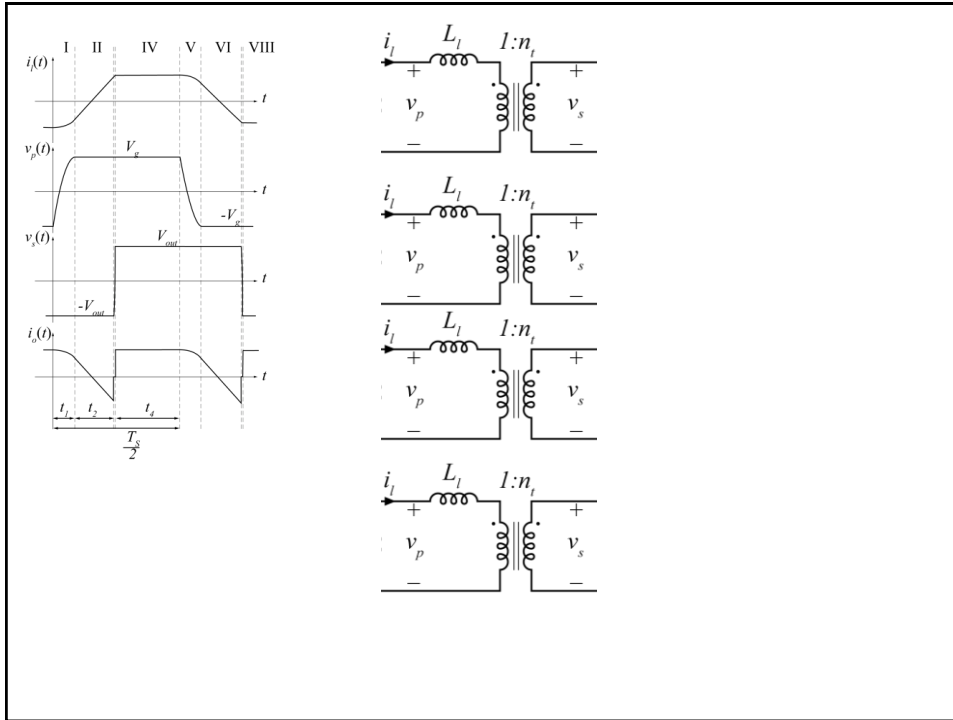 I II IV V VI VIII
i_l(t)
t
v_p(t)
V_g
t
-V_g
v_s(t)
V_out
t
-V_out
i_o(t)
t
t_1 t_2 t_4
T_S
2
L_l 1:n_t
i_l
+ +
v_p v_s
− −
L_l 1:n_t
i_l
+ +
v_p v_s
− −
L_l 1:n_t
i_l
+ +
v_p v_s
− −
L_l 1:n_t
i_l
+ +
v_p v_s
− −